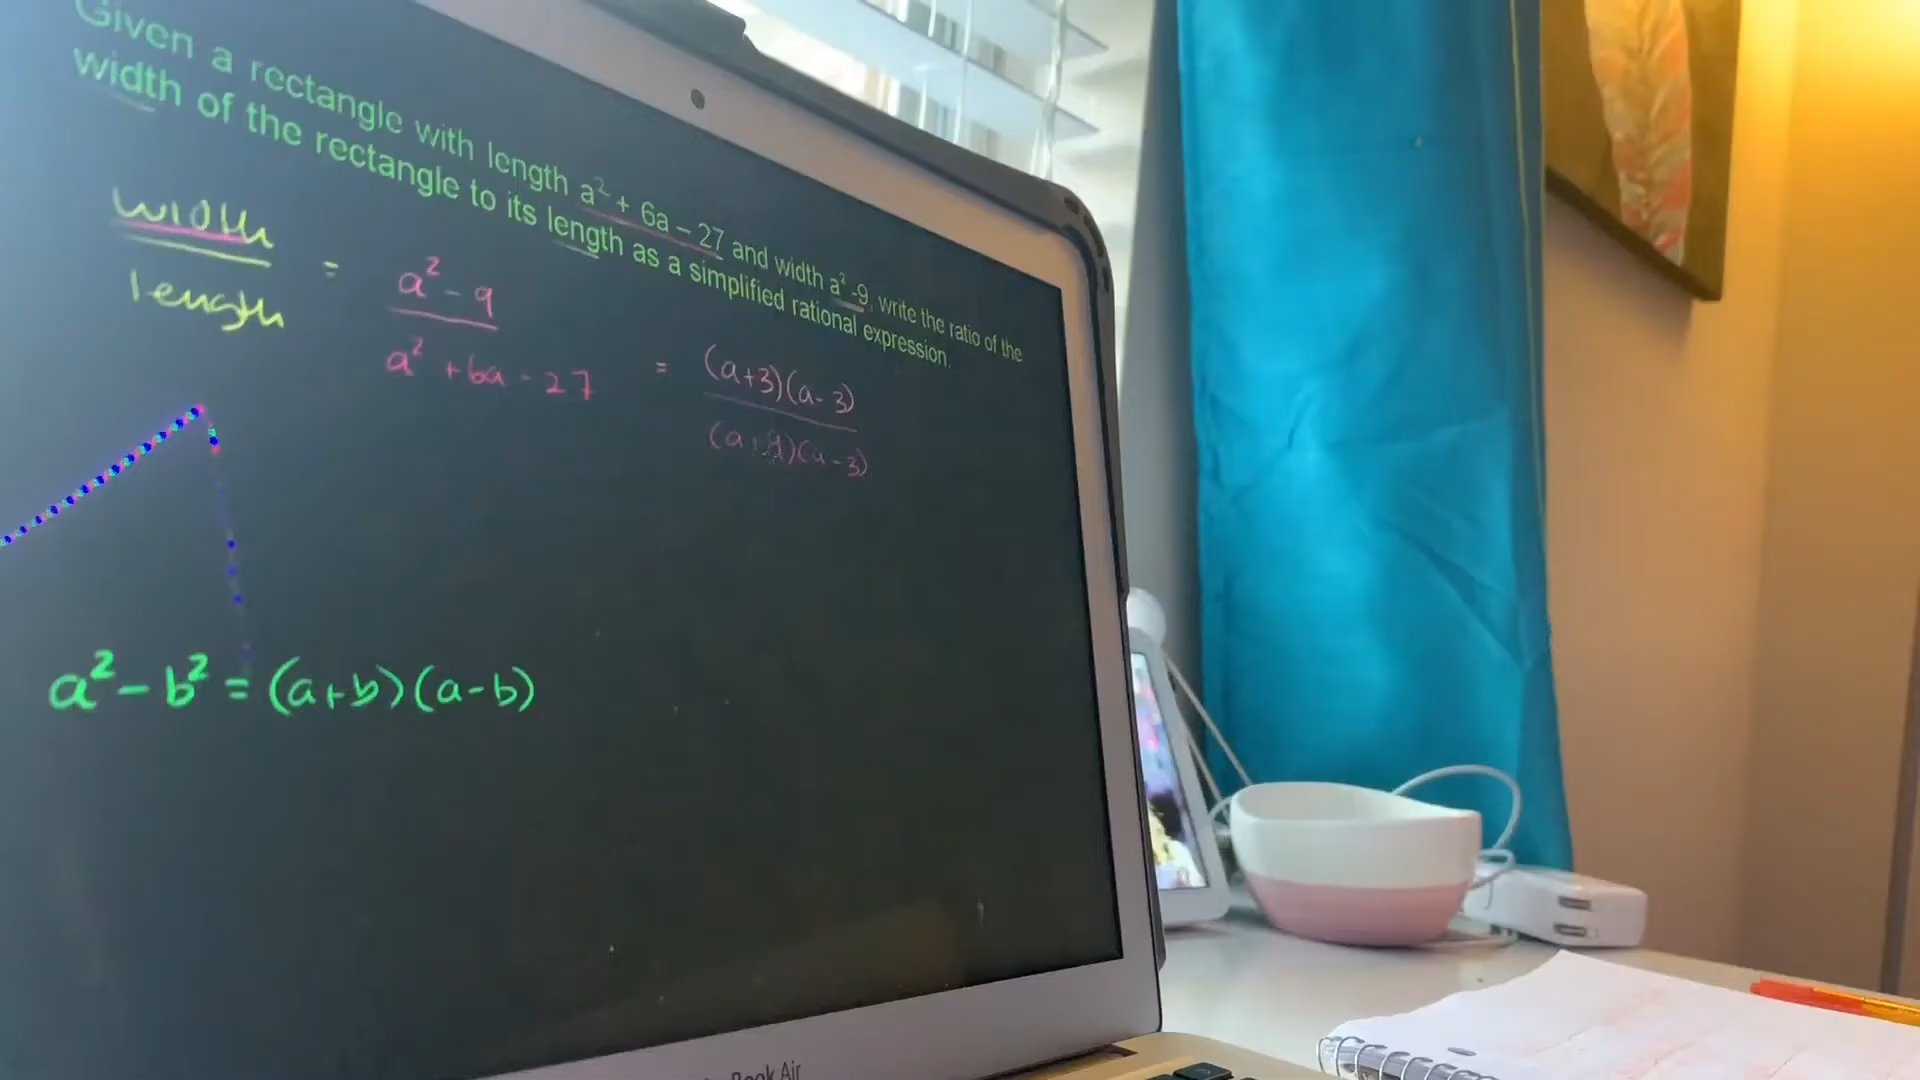 Given a rectangle with length a² + 6a – 27 and width a² -9, write the ratio of the
width of the rectangle to its length as a simplified rational expression.
width
length
=
a² - 9
a² + 6a - 27
=
(a+3)(a-3)
(a+9)(a-3)
a² - b² = (a+b)(a-b)
Book Air